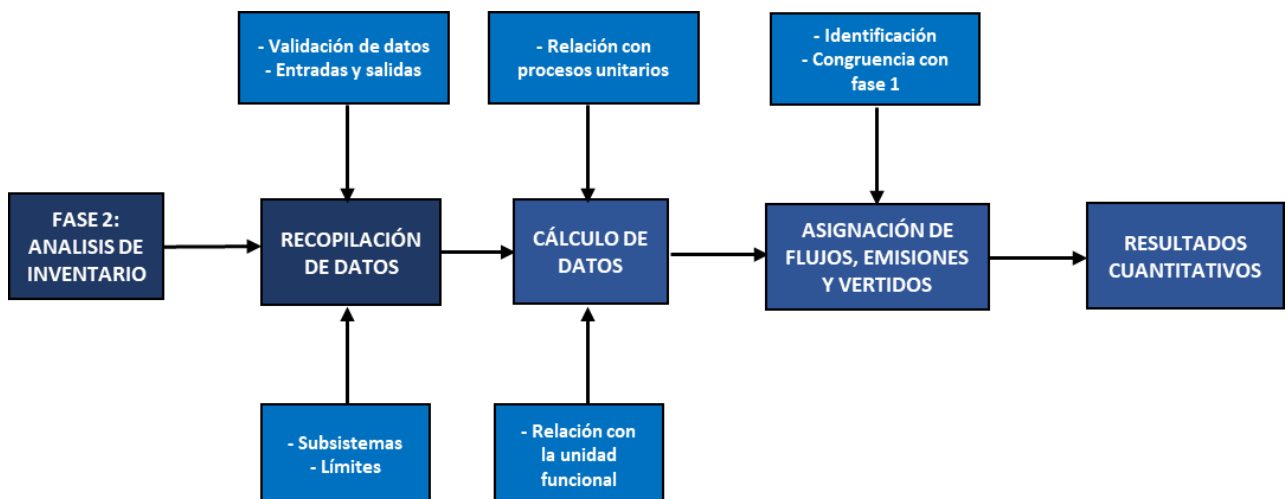 - Validación de datos
- Entradas y salidas
- Relación con
procesos unitarios
- Identificación
- Congruencia con
fase 1
FASE 2:
ANALISIS DE
INVENTARIO
RECOPILACIÓN
DE DATOS
CÁLCULO DE
DATOS
ASIGNACIÓN DE
FLUJOS, EMISIONES
Y VERTIDOS
RESULTADOS
CUANTITATIVOS
- Subsistemas
- Límites
- Relación con
la unidad
funcional